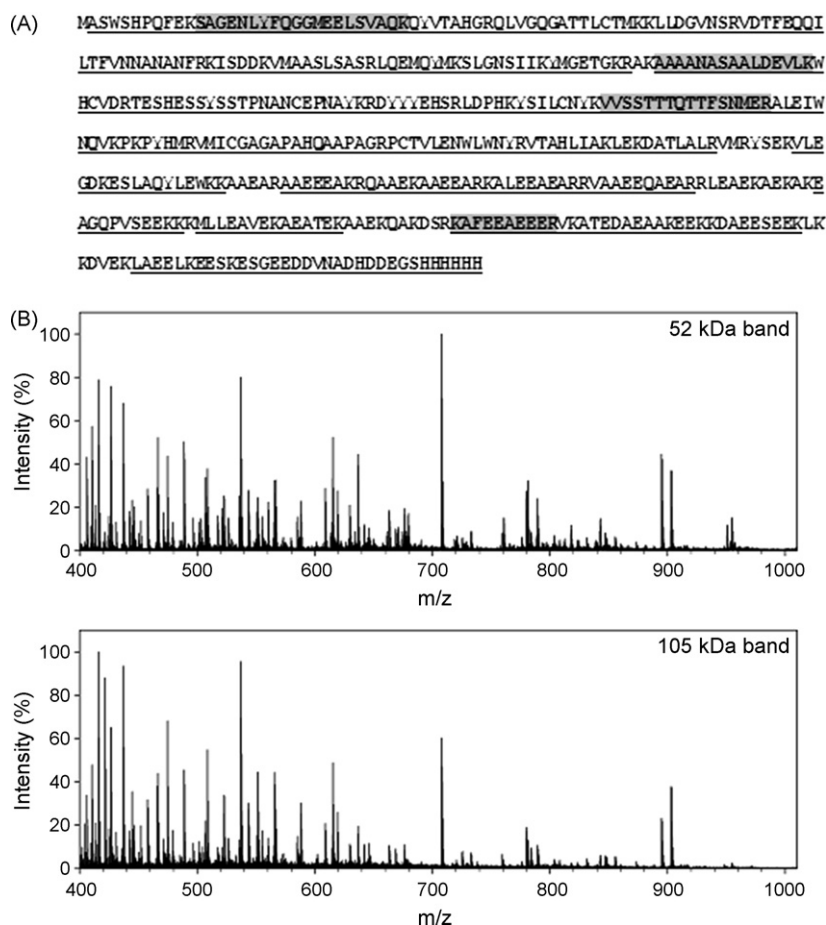 (A)
MASWSHPQFEKSAGENLYFQGGMEELSVAQKQYVTAHGRQLVGQGATTLCTMKKLLDGVNSRVDTFEQQI
LTFVNNANANFRKISDDKVMAASLSASRLQEMQYMKSLGNSIIKYMGETGKRAKAAAANASAALDEVLKW
HCVDRTESHESSYSSTPNANCEPNAYKRDYYYEHSRLDPHKYSILCNYKVVSSTTTQTTFSNMERALEIW
NQVKPKPYHMRVMICGAGAPAHQAAPAGRPCTVLENWLWNYRVTAHLIAKLEKDATLALRVMRYSEKVLE
GDKESLAQYLEWKKAAEARAAEEEAKRQAAEKAAEEARKALEEAEARRVAAEEQAEARRLEAEKAEKAKE
AGQPVSEEKKKMLLEAVEKAEATEKAAEKQAKDSRKAFEEAEEERVKATEDAEAAKEEKKDAEESEEKLK
KDVEKLAEELKEESKESGEEDDVNADHDDEGSHHHHHH
(B)
52 kDa band
Intensity (%)
100
80
60
40
20
0
400 500 600 700 800 900 1000
m/z
105 kDa band
Intensity (%)
100
80
60
40
20
0
400 500 600 700 800 900 1000
m/z